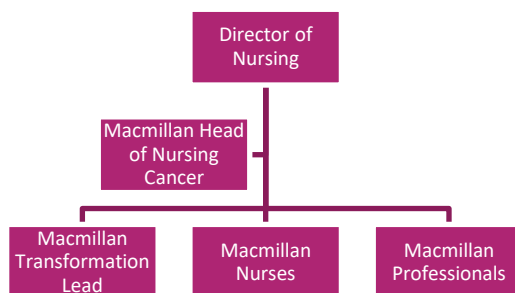 Director of
Nursing
Macmillan Head
of Nursing
Cancer
Macmillan
Transformation
Lead
Macmillan
Nurses
Macmillan
Professionals